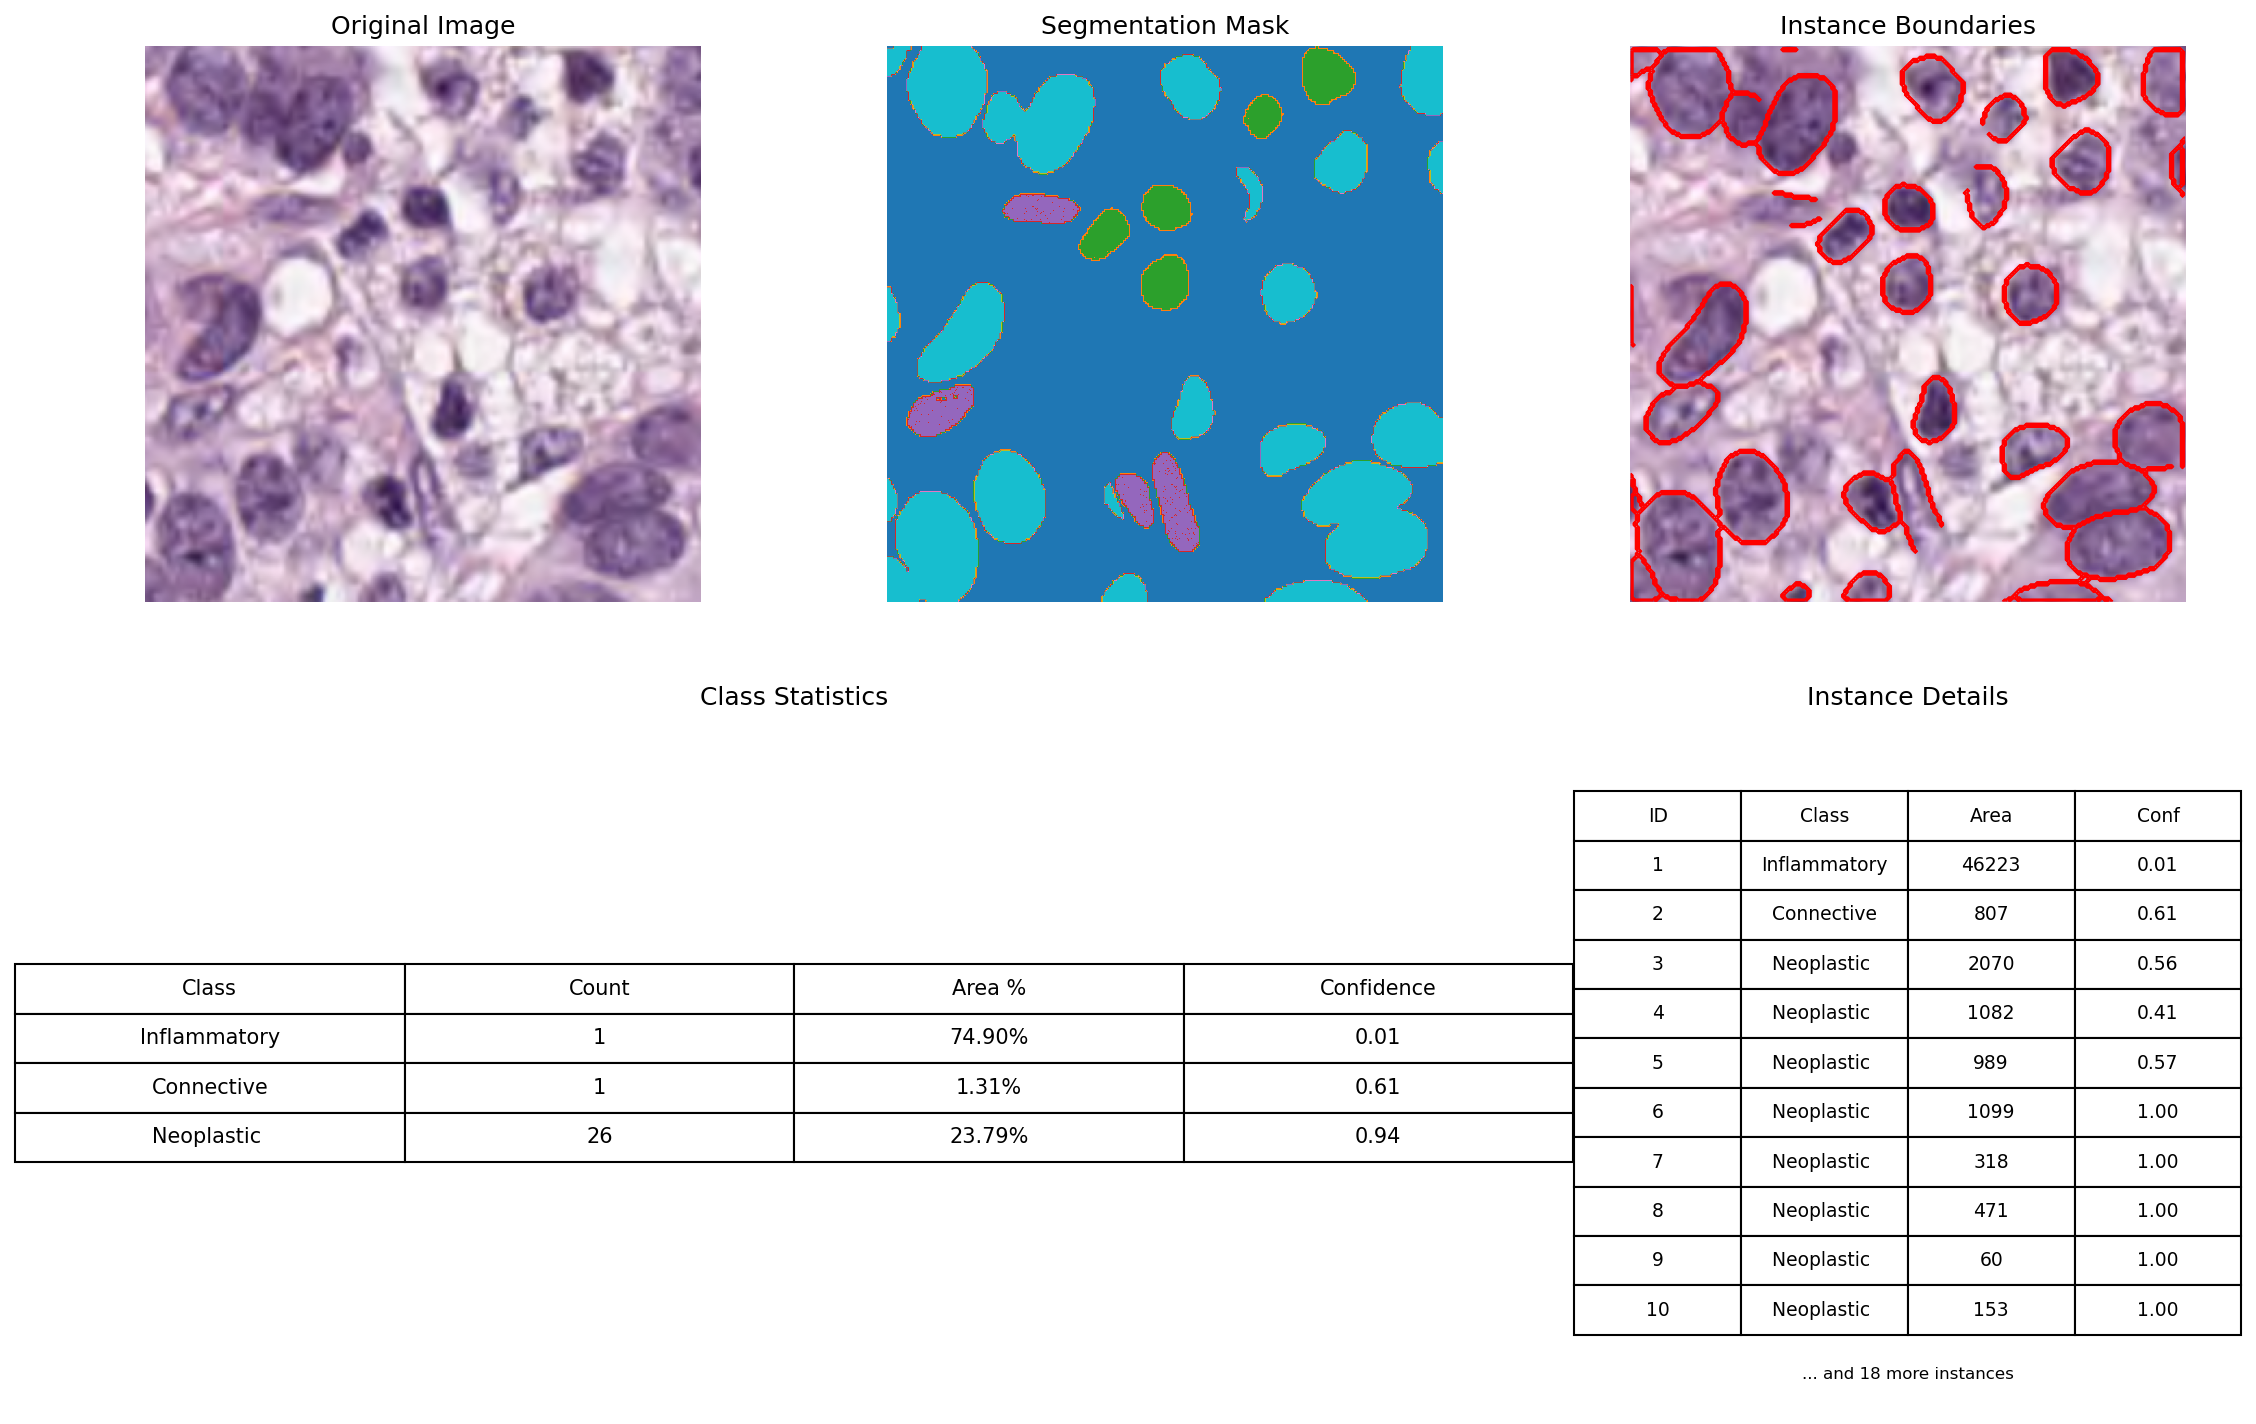 Original Image
Segmentation Mask
Instance Boundaries
Class Statistics
Class Count Area % Confidence
Inflammatory 1 74.90% 0.01
Connective 1 1.31% 0.61
Neoplastic 26 23.79% 0.94
Instance Details
ID Class Area Conf
1 Inflammatory 46223 0.01
2 Connective 807 0.61
3 Neoplastic 2070 0.56
4 Neoplastic 1082 0.41
5 Neoplastic 989 0.57
6 Neoplastic 1099 1.00
7 Neoplastic 318 1.00
8 Neoplastic 471 1.00
9 Neoplastic 60 1.00
10 Neoplastic 153 1.00
... and 18 more instances